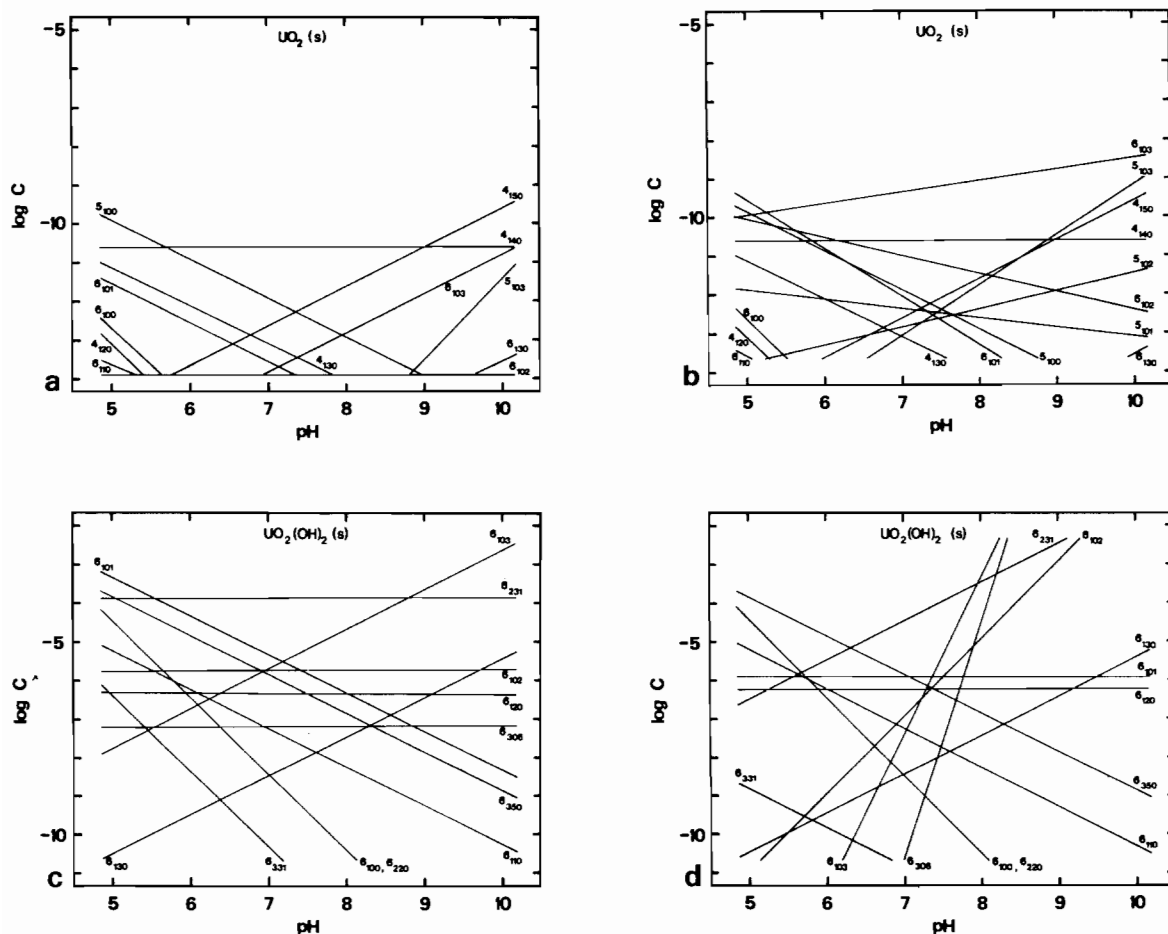 UO₂ (s)
-5
log C
-10
5₁₀₀
6₁₀₁
6₁₀₀
4₁₂₀
6₁₁₀
4₁₅₀
4₁₄₀
5₁₀₃
6₁₀₃
6₁₃₀
4₁₃₀
6₁₀₂
a
5 6 7 8 9 10
pH
UO₂ (s)
-5
log C
-10
6₁₀₃
5₁₀₃
4₁₅₀
4₁₄₀
5₁₀₂
6₁₀₂
5₁₀₁
6₁₀₀
4₁₂₀
6₁₁₀
4₁₃₀
6₁₀₁
5₁₀₀
6₁₃₀
b
5 6 7 8 9 10
pH
UO₂(OH)₂ (s)
6₁₀₃
6₁₀₁
6₂₃₁
-5
log C
6₁₀₂
6₁₂₀
6₃₀₆
6₃₅₀
-10
6₁₃₀
6₃₃₁
6₁₀₀, 6₂₂₀
6₁₁₀
c
5 6 7 8 9 10
pH
UO₂(OH)₂ (s)
6₂₃₁
6₁₀₂
-5
log C
6₁₃₀
6₁₀₁
6₁₂₀
6₃₃₁
6₃₅₀
-10
6₁₀₃
6₃₀₆
6₁₀₀, 6₂₂₀
6₁₁₀
d
5 6 7 8 9 10
pH